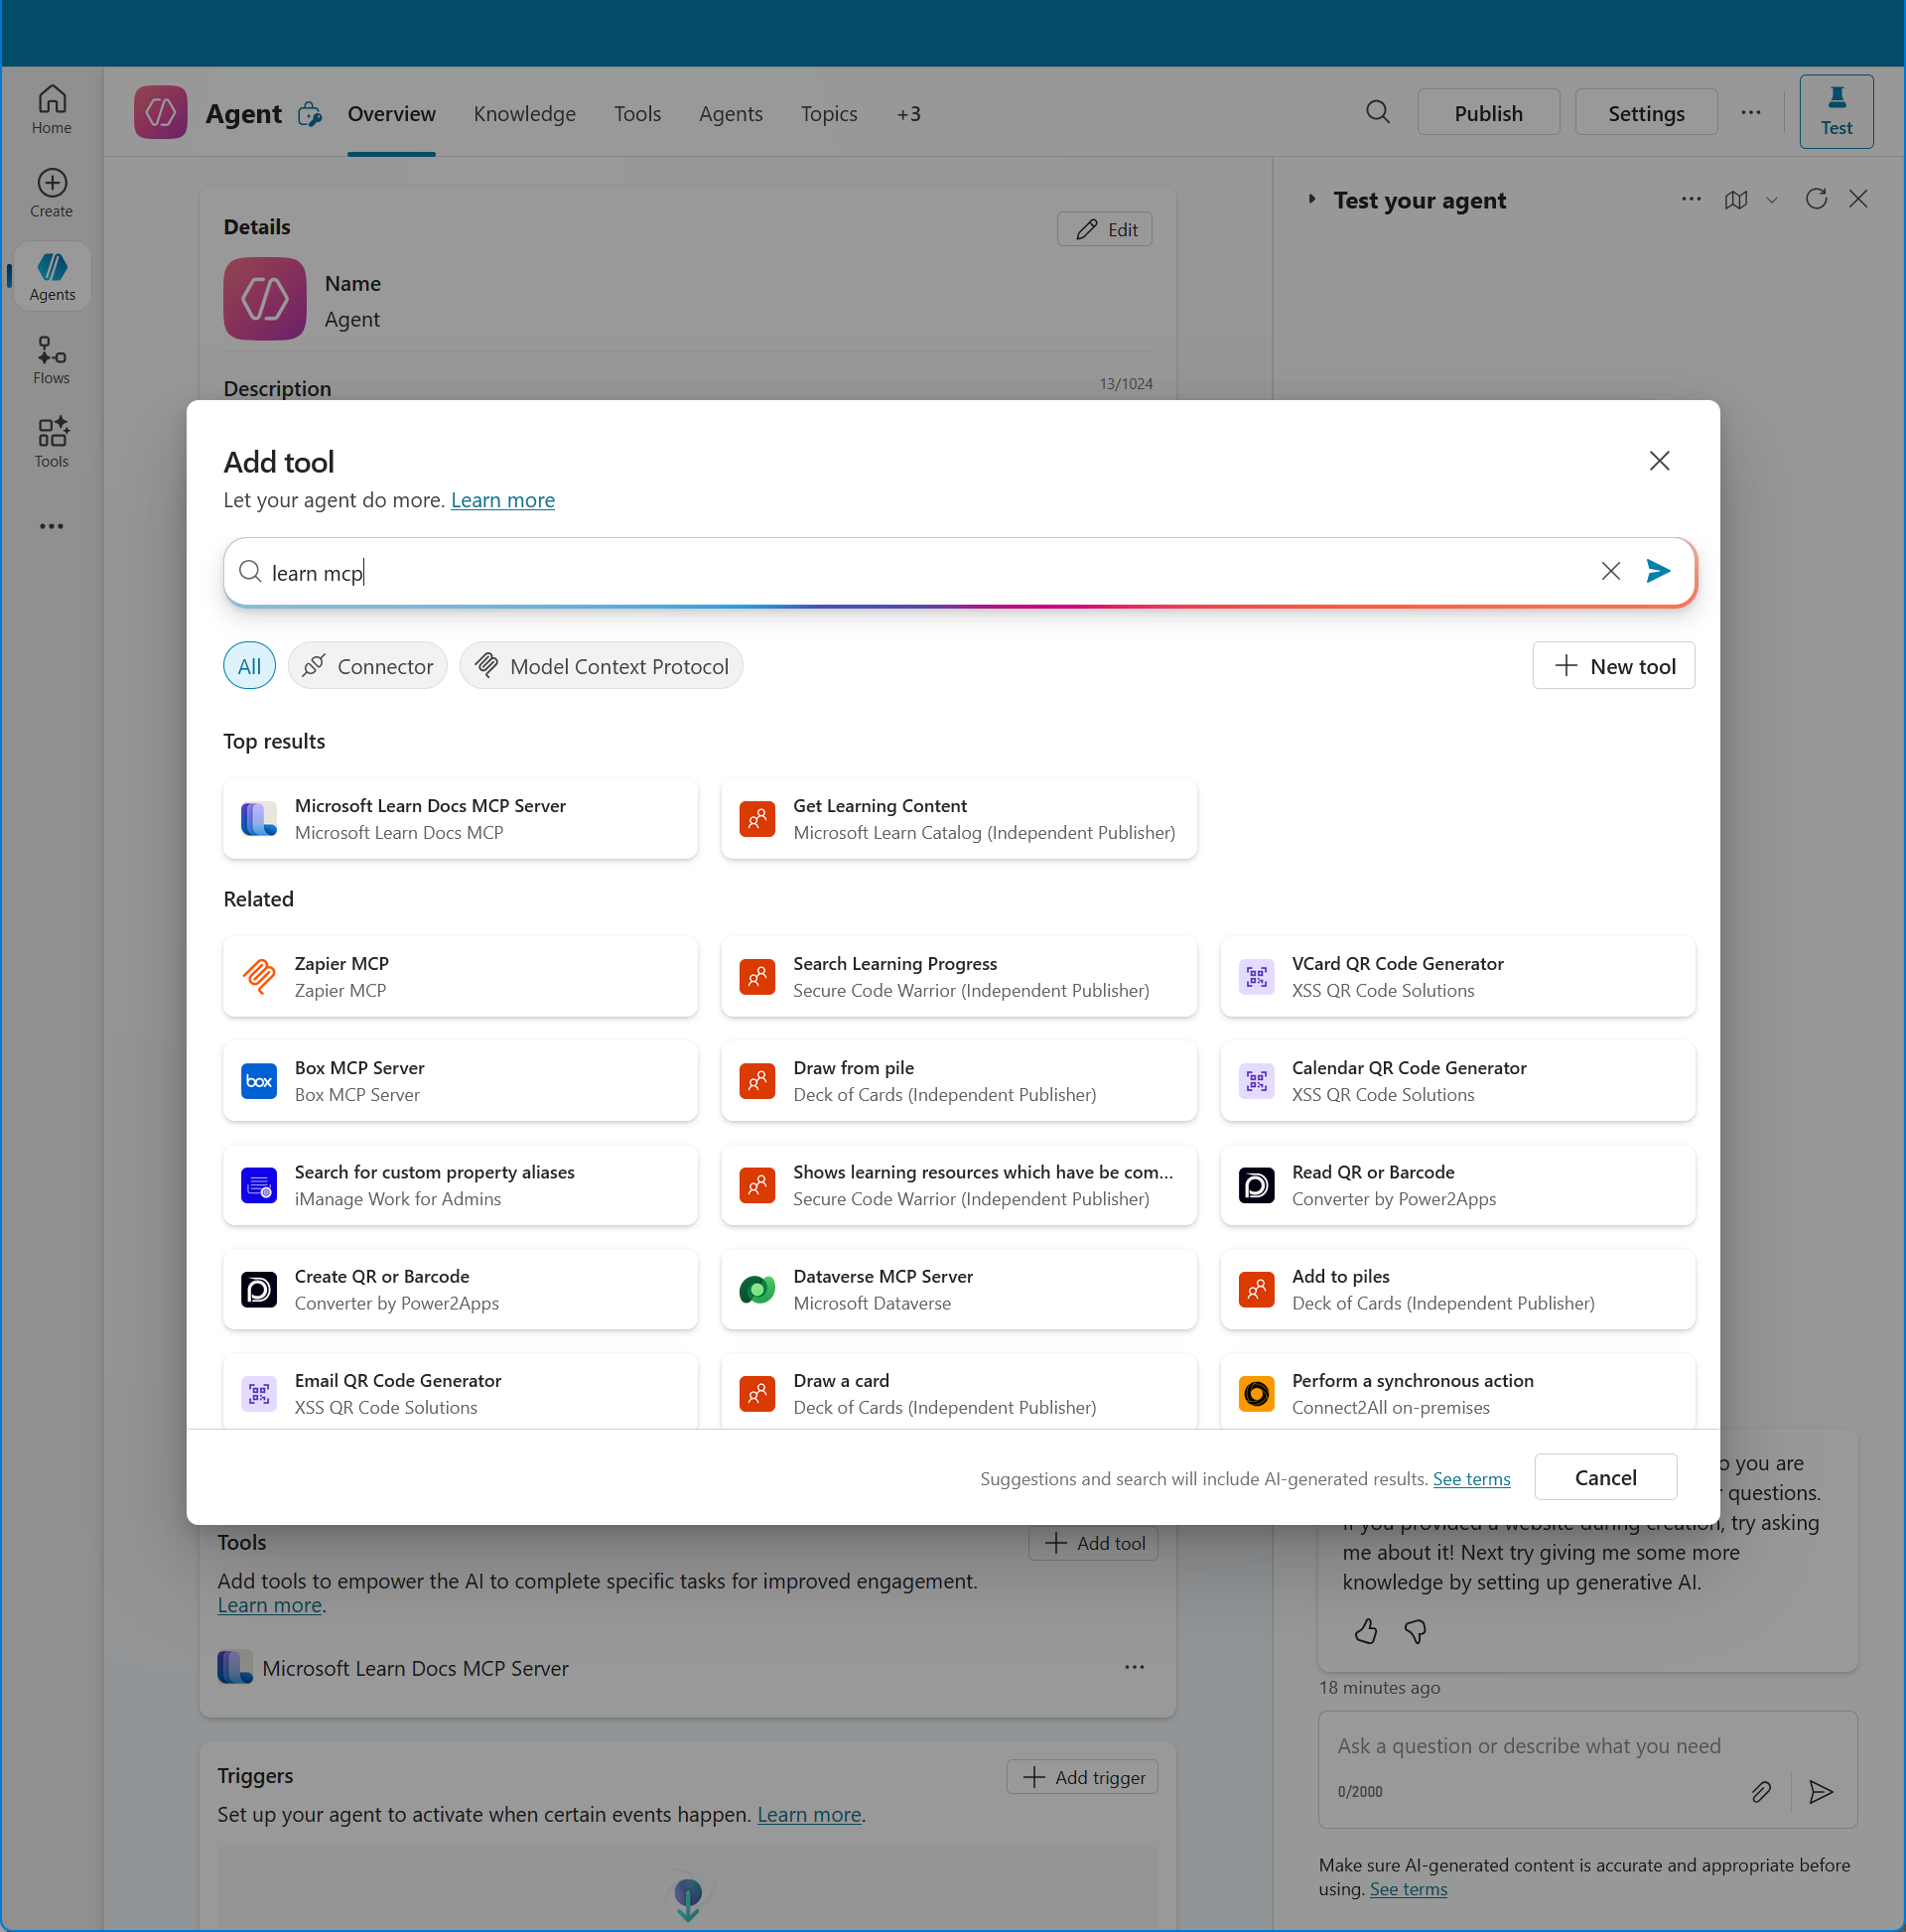 Home
Create
Agents
Flows
Tools
Agent
Overview
Knowledge
Tools
Agents
Topics
+3
Publish
Settings
Test
Details
Edit
Name
Agent
Description
13/1024
Test your agent
Add tool
Let your agent do more. Learn more
learn mcp
All
Connector
Model Context Protocol
New tool
Top results
Microsoft Learn Docs MCP Server
Microsoft Learn Docs MCP
Get Learning Content
Microsoft Learn Catalog (Independent Publisher)
Related
Zapier MCP
Zapier MCP
Search Learning Progress
Secure Code Warrior (Independent Publisher)
VCard QR Code Generator
XSS QR Code Solutions
box
Box MCP Server
Box MCP Server
Draw from pile
Deck of Cards (Independent Publisher)
Calendar QR Code Generator
XSS QR Code Solutions
Search for custom property aliases
iManage Work for Admins
Shows learning resources which have be com...
Secure Code Warrior (Independent Publisher)
Read QR or Barcode
Converter by Power2Apps
Create QR or Barcode
Converter by Power2Apps
Dataverse MCP Server
Microsoft Dataverse
Add to piles
Deck of Cards (Independent Publisher)
Email QR Code Generator
XSS QR Code Solutions
Draw a card
Deck of Cards (Independent Publisher)
Perform a synchronous action
Connect2All on-premises
Suggestions and search will include AI-generated results. See terms
Cancel
you are
questions.
If you provided a website during creation, try asking
me about it! Next try giving me some more
knowledge by setting up generative AI.
18 minutes ago
Tools
Add tool
Add tools to empower the AI to complete specific tasks for improved engagement.
Learn more.
Microsoft Learn Docs MCP Server
Triggers
Add trigger
Set up your agent to activate when certain events happen. Learn more.
Ask a question or describe what you need
0/2000
Make sure AI-generated content is accurate and appropriate before
using. See terms